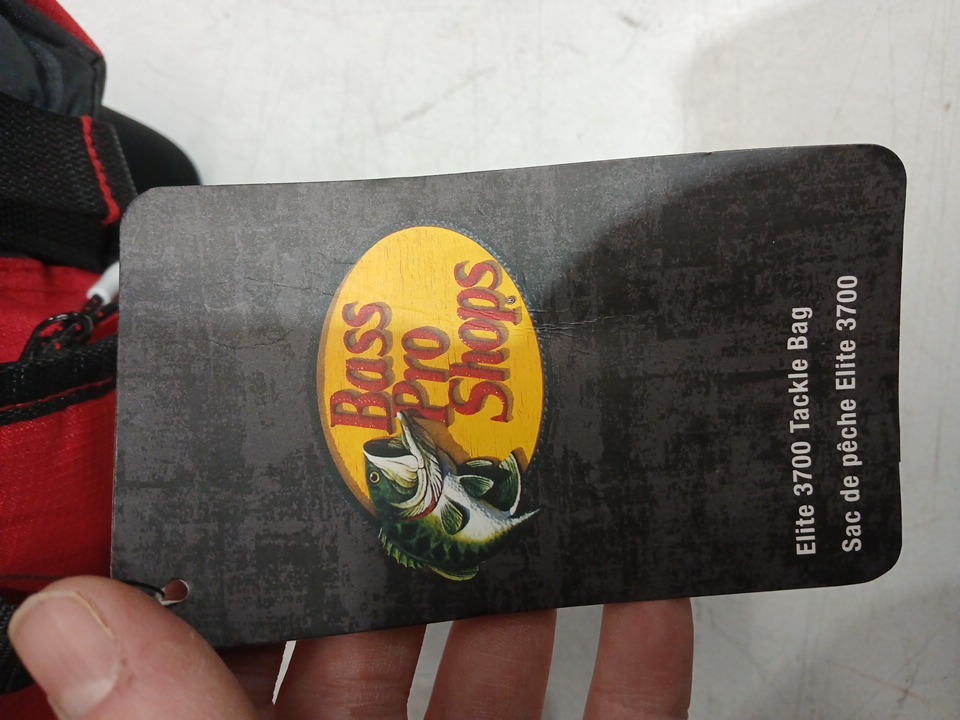 Bass
Pro
Shops
Elite 3700 Tackle Bag
Sac de pêche Elite 3700